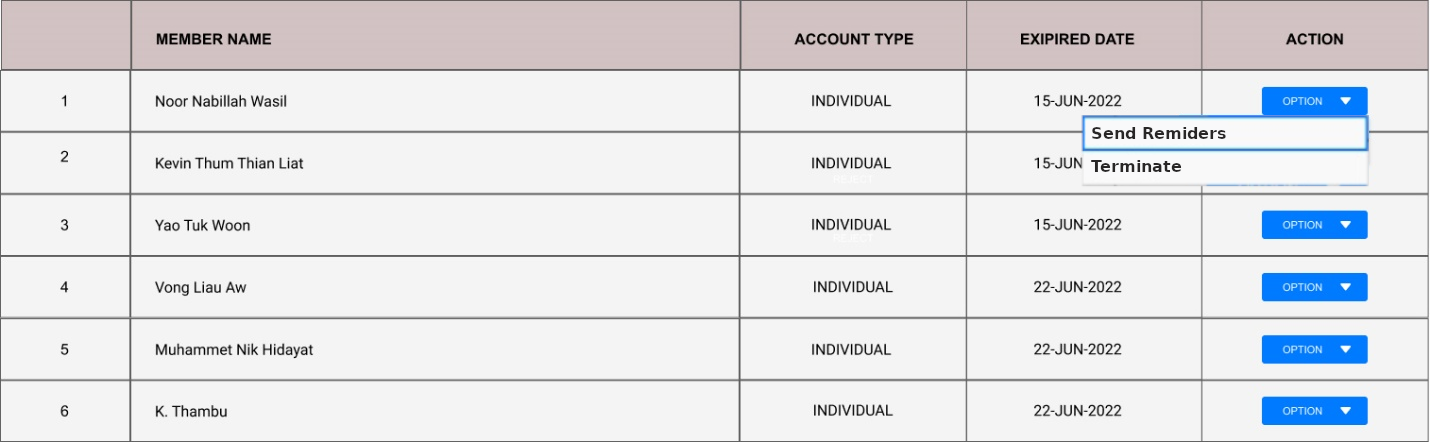 MEMBER NAME ACCOUNT TYPE EXIPIRED DATE ACTION
1 Noor Nabillah Wasil INDIVIDUAL 15-JUN-2022 OPTION
Send Remiders
2 Kevin Thum Thian Liat INDIVIDUAL 15-JUN
REJECT
Terminate
3 Yao Tuk Woon INDIVIDUAL 15-JUN-2022 OPTION
REJECT
4 Vong Liau Aw INDIVIDUAL 22-JUN-2022 OPTION
5 Muhammet Nik Hidayat INDIVIDUAL 22-JUN-2022 OPTION
6 K. Thambu INDIVIDUAL 22-JUN-2022 OPTION